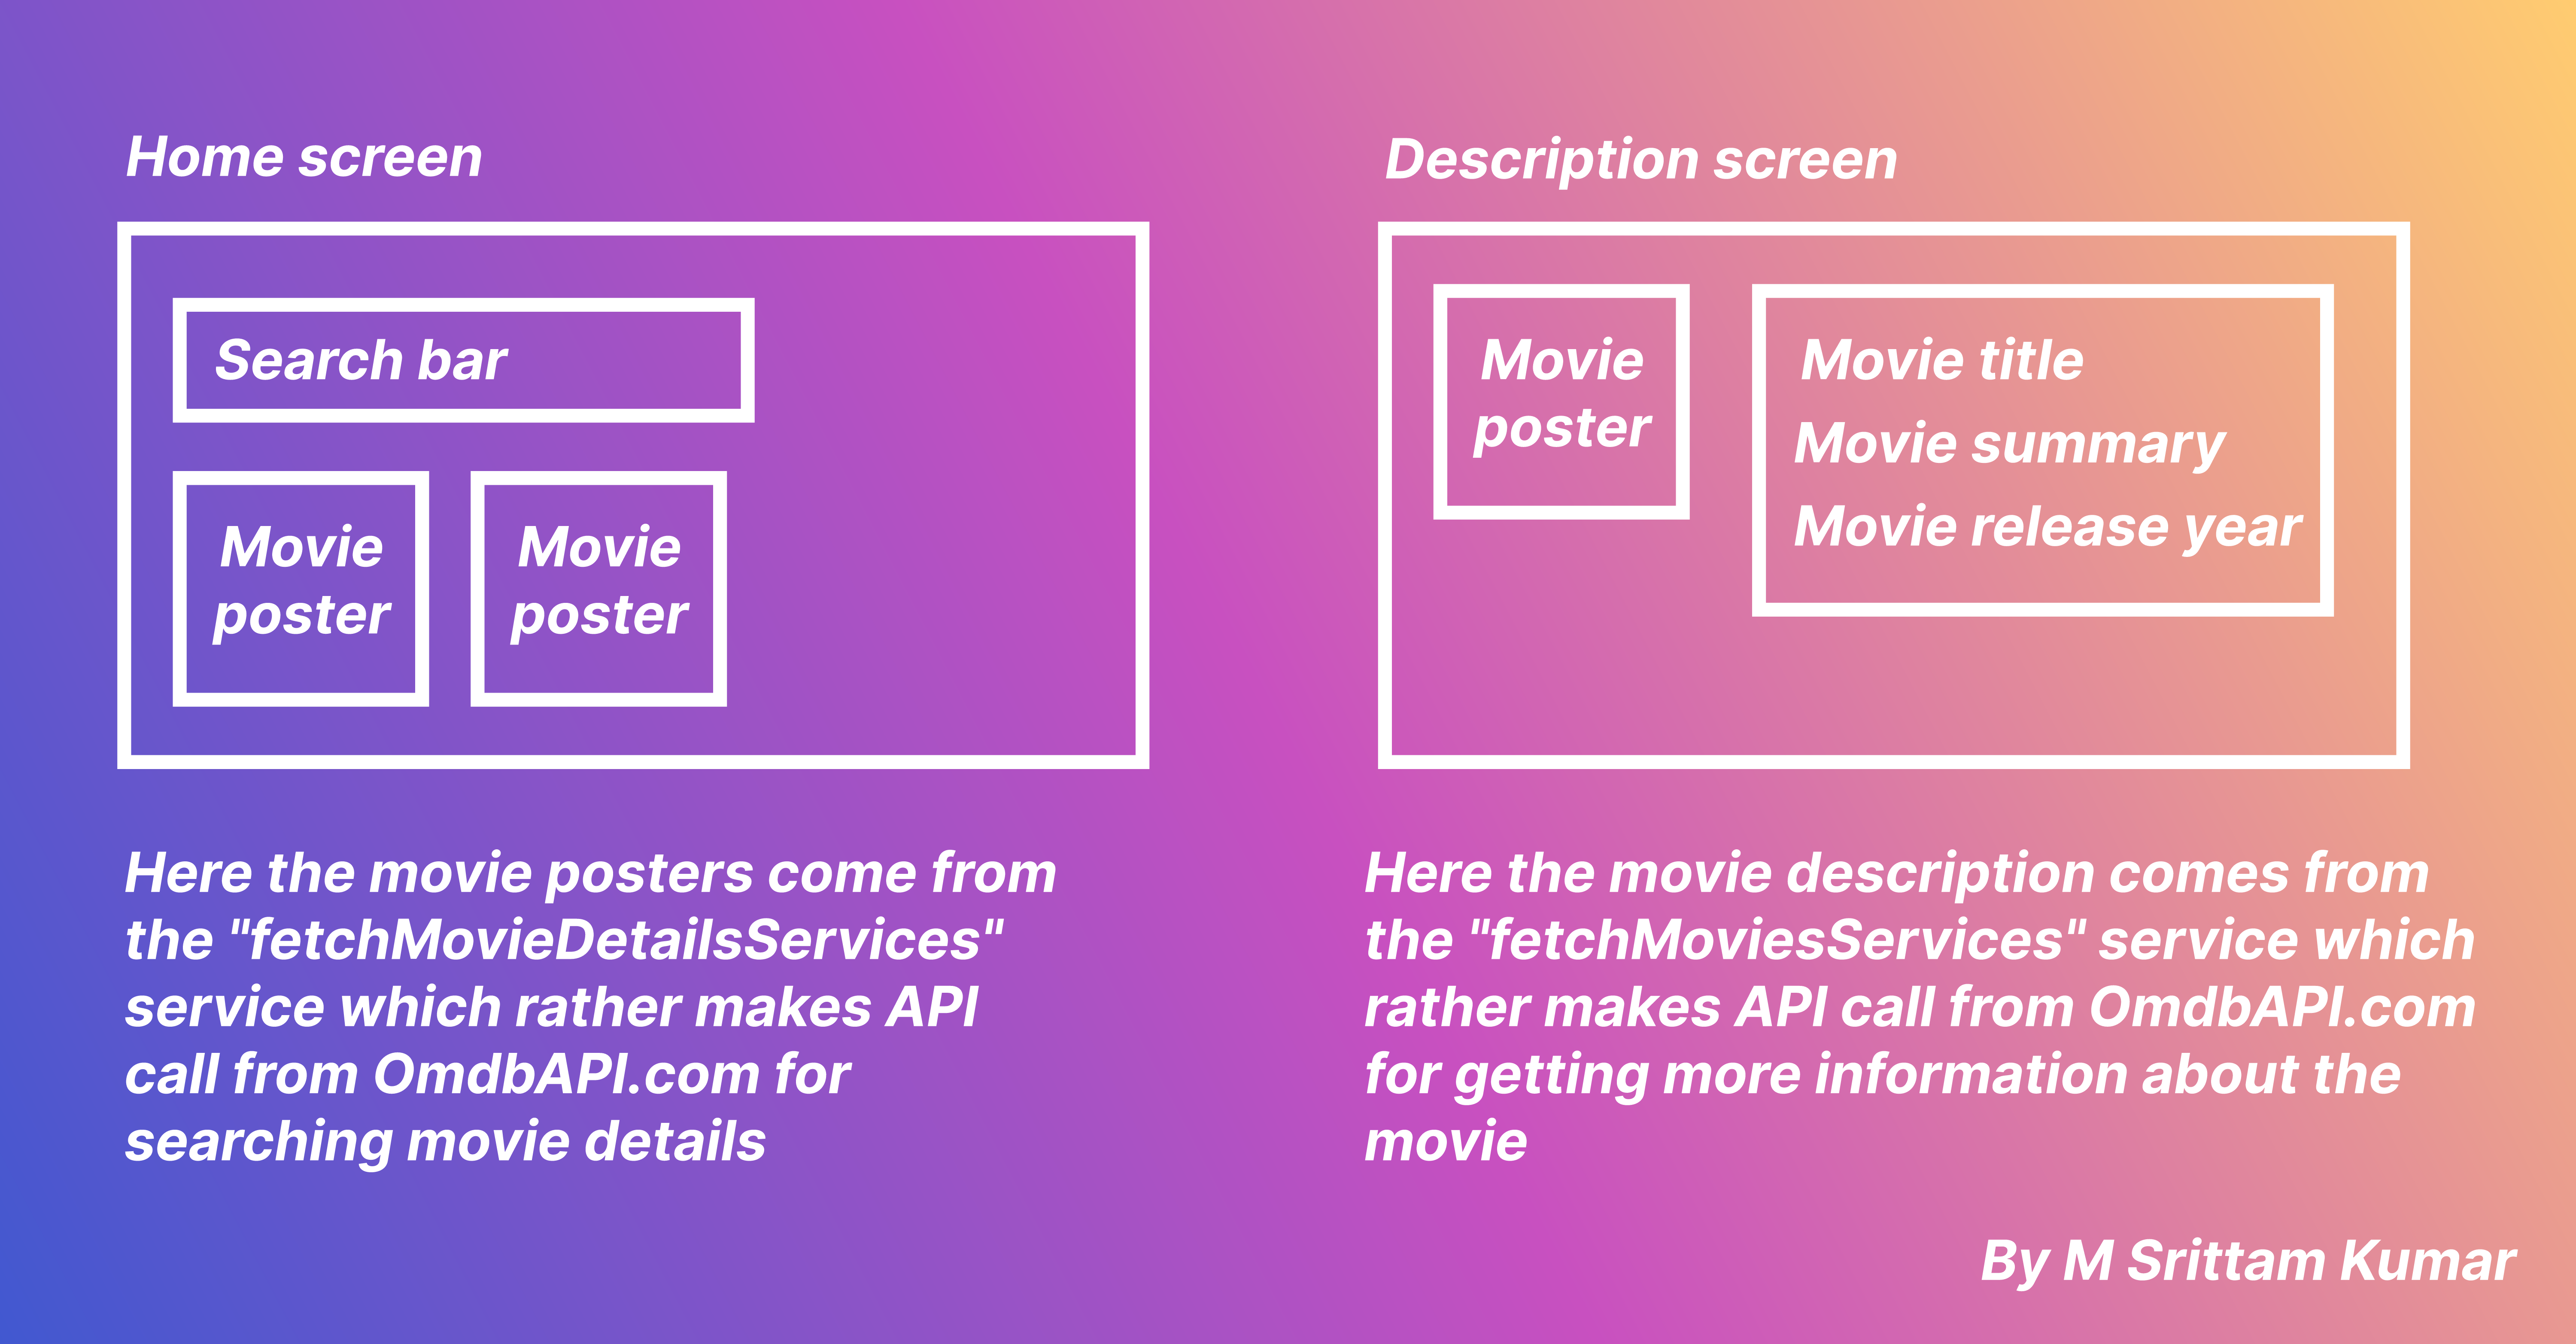 Home screen
Search bar
Movie
poster
Movie
poster
Here the movie posters come from
the "fetchMovieDetailsServices"
service which rather makes API
call from OmdbAPI.com for
searching movie details
Description screen
Movie
poster
Movie title
Movie summary
Movie release year
Here the movie description comes from
the "fetchMoviesServices" service which
rather makes API call from OmdbAPI.com
for getting more information about the
movie
By M Srittam Kumar